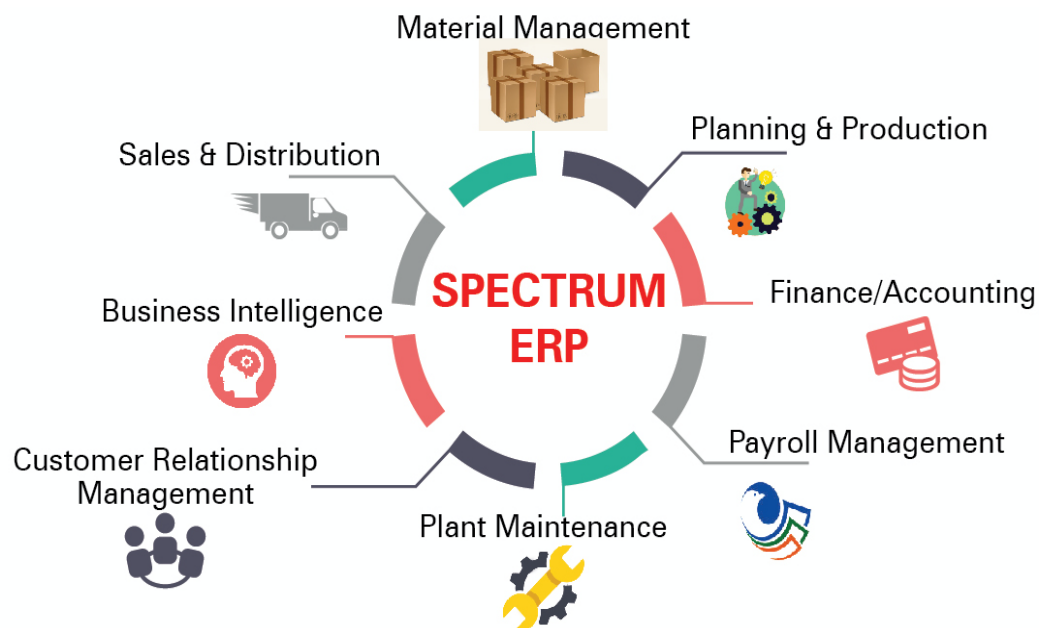 Material Management
Planning & Production
Sales & Distribution
SPECTRUM
ERP
Finance/Accounting
Business Intelligence
Payroll Management
Customer Relationship
Management
Plant Maintenance